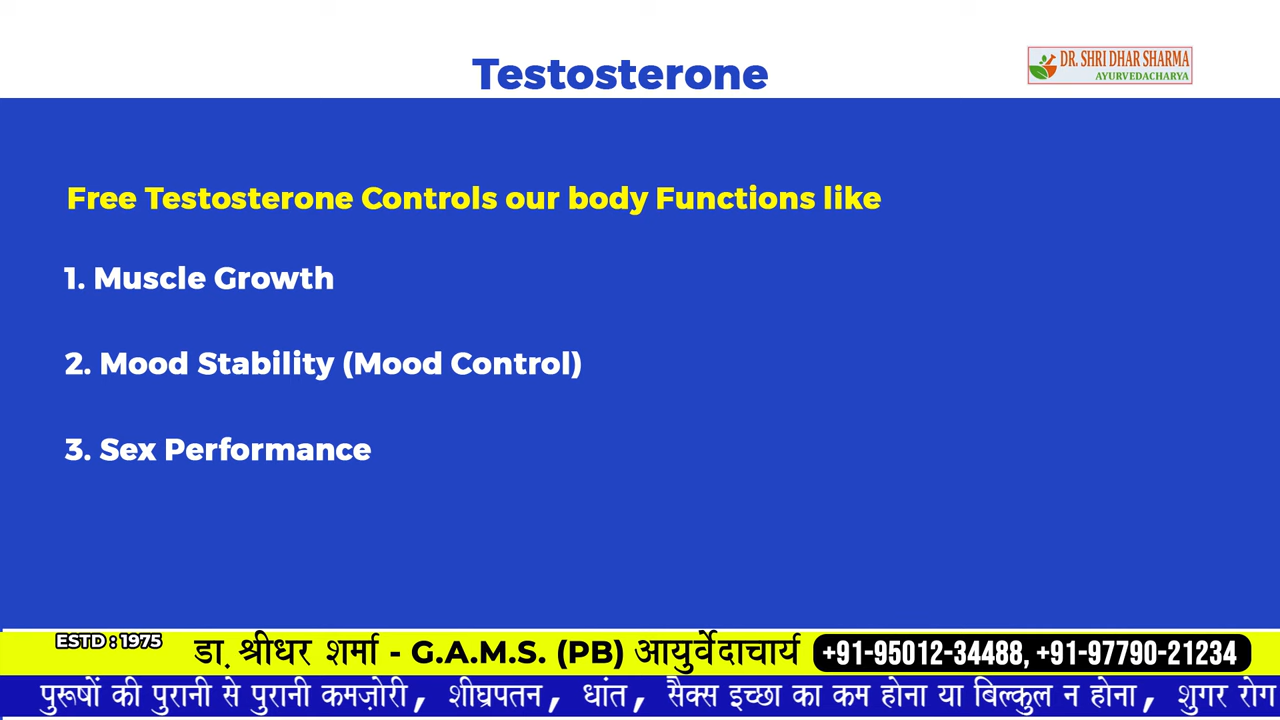 Testosterone
DR. SHRI DHAR SHARMA
AYURVEDACHARYA
Free Testosterone Controls our body Functions like
1. Muscle Growth
2. Mood Stability (Mood Control)
3. Sex Performance
ESTD : 1975
डा. श्रीधर शर्मा - G.A.M.S. (PB) आयुर्वेदाचार्य +91-95012-34488, +91-97790-21234
पुरूषों की पुरानी से पुरानी कमज़ोरी, शीघ्रपतन, धांत, सैक्स इच्छा का कम होना या बिल्कुल न होना, शुगर रोग